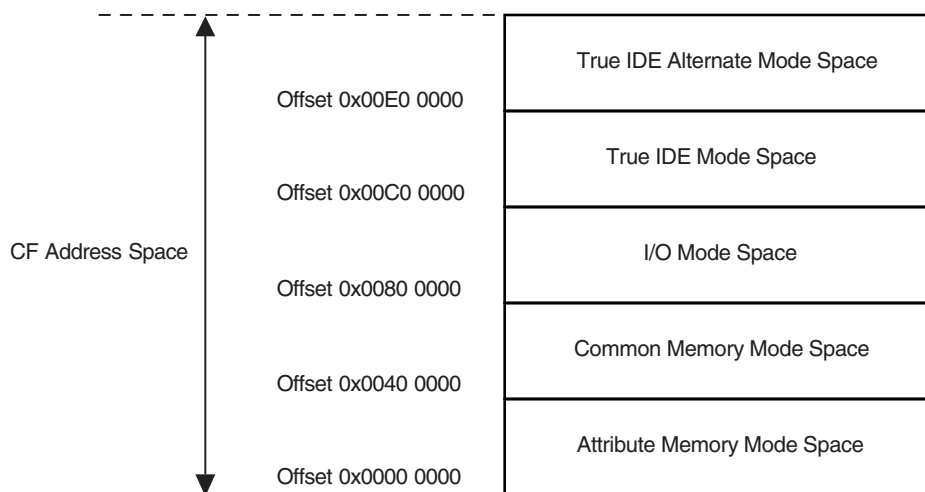 True IDE Alternate Mode Space
Offset 0x00E0 0000
True IDE Mode Space
Offset 0x00C0 0000
CF Address Space
I/O Mode Space
Offset 0x0080 0000
Common Memory Mode Space
Offset 0x0040 0000
Attribute Memory Mode Space
Offset 0x0000 0000